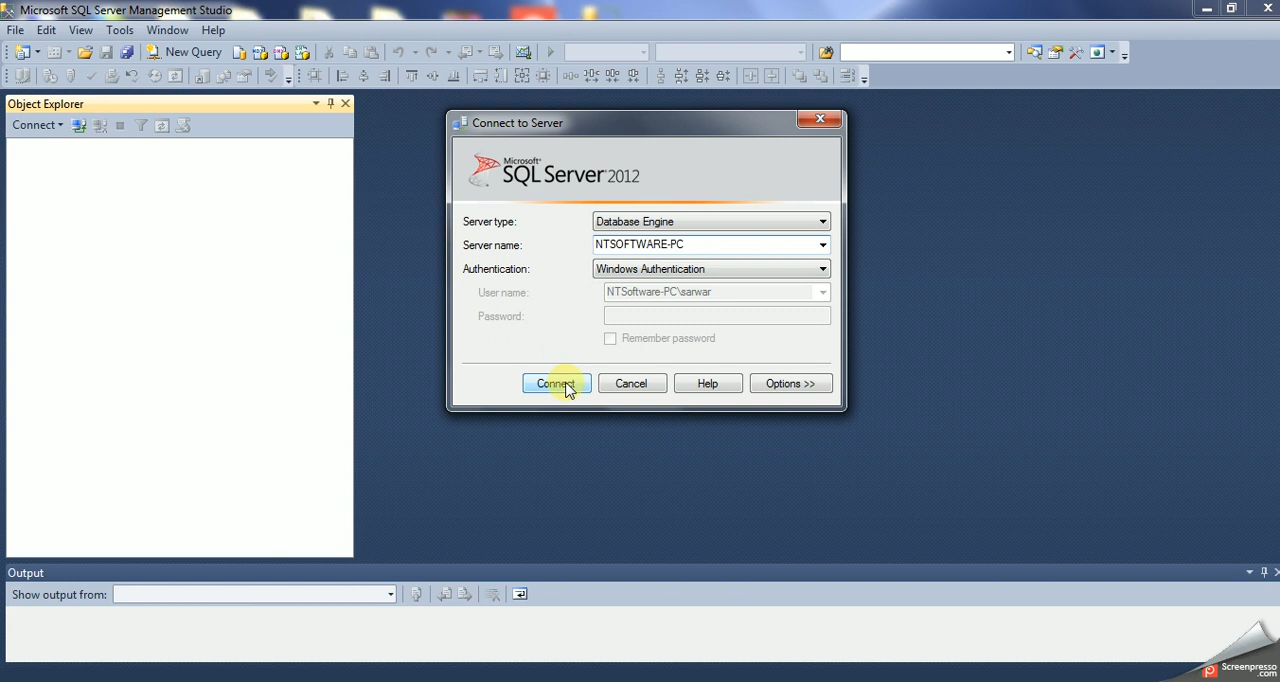 Microsoft SQL Server Management Studio
File Edit View Tools Window Help
New Query
Object Explorer
Connect
Connect to Server
Microsoft®
SQL Server® 2012
Server type: Database Engine
Server name: NTSOFTWARE-PC
Authentication: Windows Authentication
User name: NTSoftware-PC\sarwar
Password:
Remember password
Connect Cancel Help Options >>
Output
Show output from:
Screenpresso
.com